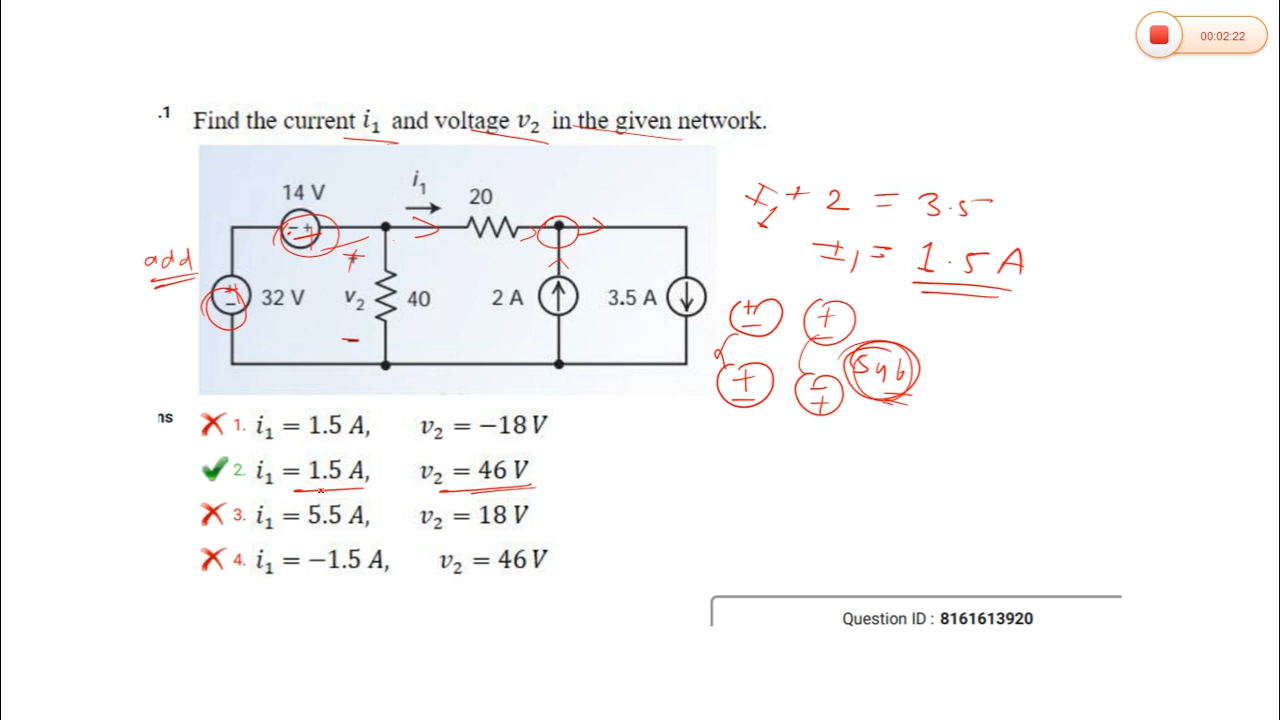 00:02:22
.1 Find the current i₁ and voltage v₂ in the given network.
14 V
i₁
20
- +
add
+
-
32 V
+
v₂
-
40
2 A
3.5 A
I₁ + 2 = 3.5
I₁ = 1.5 A
+ +
- -
+ -
- +
Sub
ns
1. i₁ = 1.5 A, v₂ = −18 V
2. i₁ = 1.5 A, v₂ = 46 V
3. i₁ = 5.5 A, v₂ = 18 V
4. i₁ = −1.5 A, v₂ = 46 V
Question ID : 8161613920